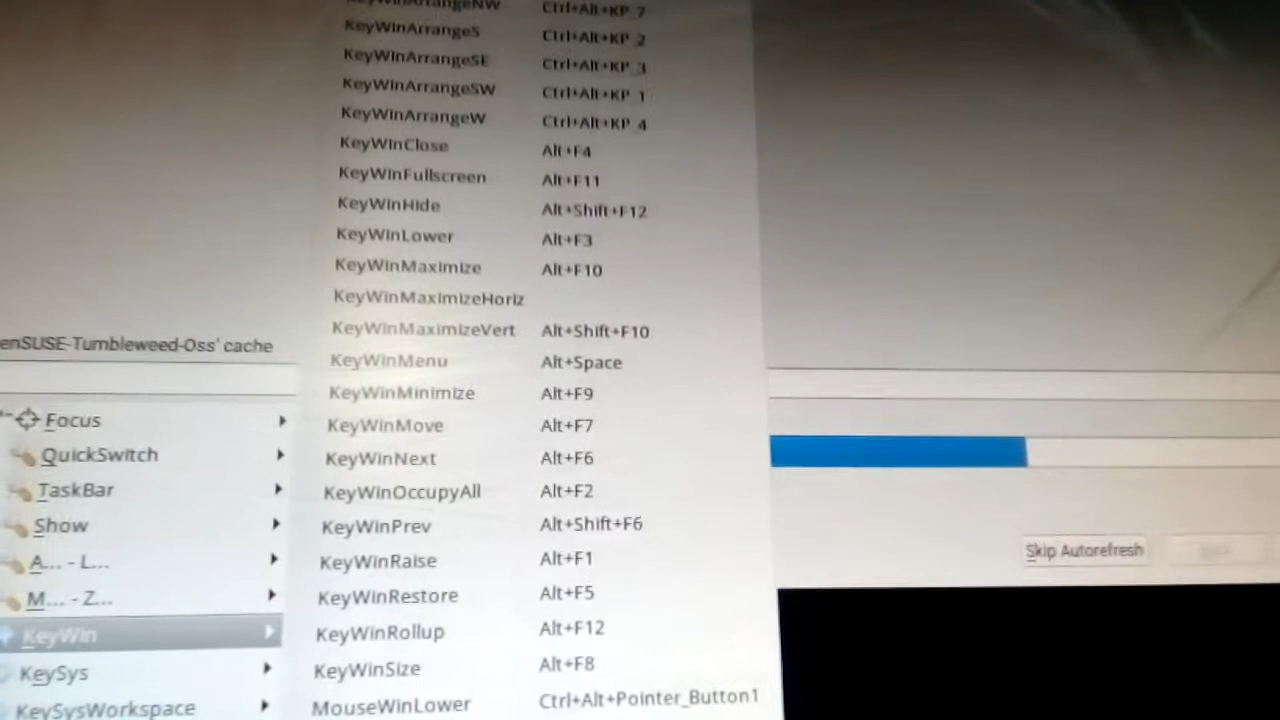 KeyWinArrangeNW Ctrl+Alt+KP_7
KeyWinArrangeS Ctrl+Alt+KP_2
KeyWinArrangeSE Ctrl+Alt+KP_3
KeyWinArrangeSW Ctrl+Alt+KP_1
KeyWinArrangeW Ctrl+Alt+KP_4
KeyWinClose Alt+F4
KeyWinFullscreen Alt+F11
KeyWinHide Alt+Shift+F12
KeyWinLower Alt+F3
KeyWinMaximize Alt+F10
KeyWinMaximizeHoriz
KeyWinMaximizeVert Alt+Shift+F10
enSUSE-Tumbleweed-Oss' cache
KeyWinMenu Alt+Space
KeyWinMinimize Alt+F9
Focus
KeyWinMove Alt+F7
QuickSwitch
KeyWinNext Alt+F6
TaskBar
KeyWinOccupyAll Alt+F2
Show
KeyWinPrev Alt+Shift+F6
Skip Autorefresh
A... - L...
KeyWinRaise Alt+F1
M... - Z...
KeyWinRestore Alt+F5
KeyWin
KeyWinRollup Alt+F12
KeySys
KeyWinSize Alt+F8
KeySysWorkspace
MouseWinLower Ctrl+Alt+Pointer_Button1